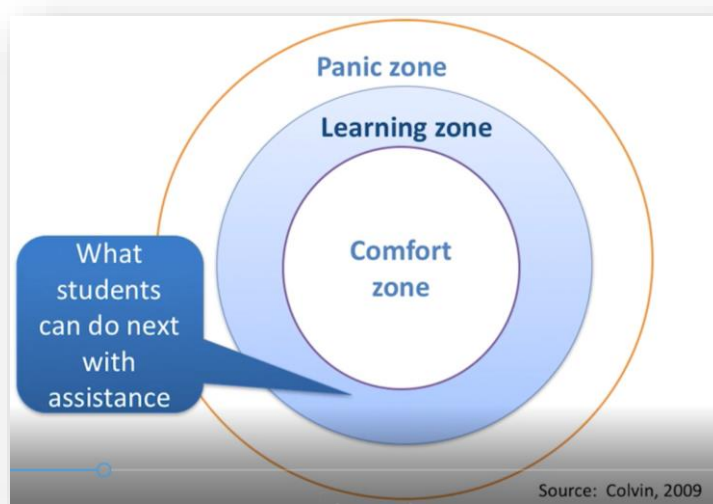 Panic zone
Learning zone
Comfort
zone
What
students
can do next
with
assistance
Source: Colvin, 2009